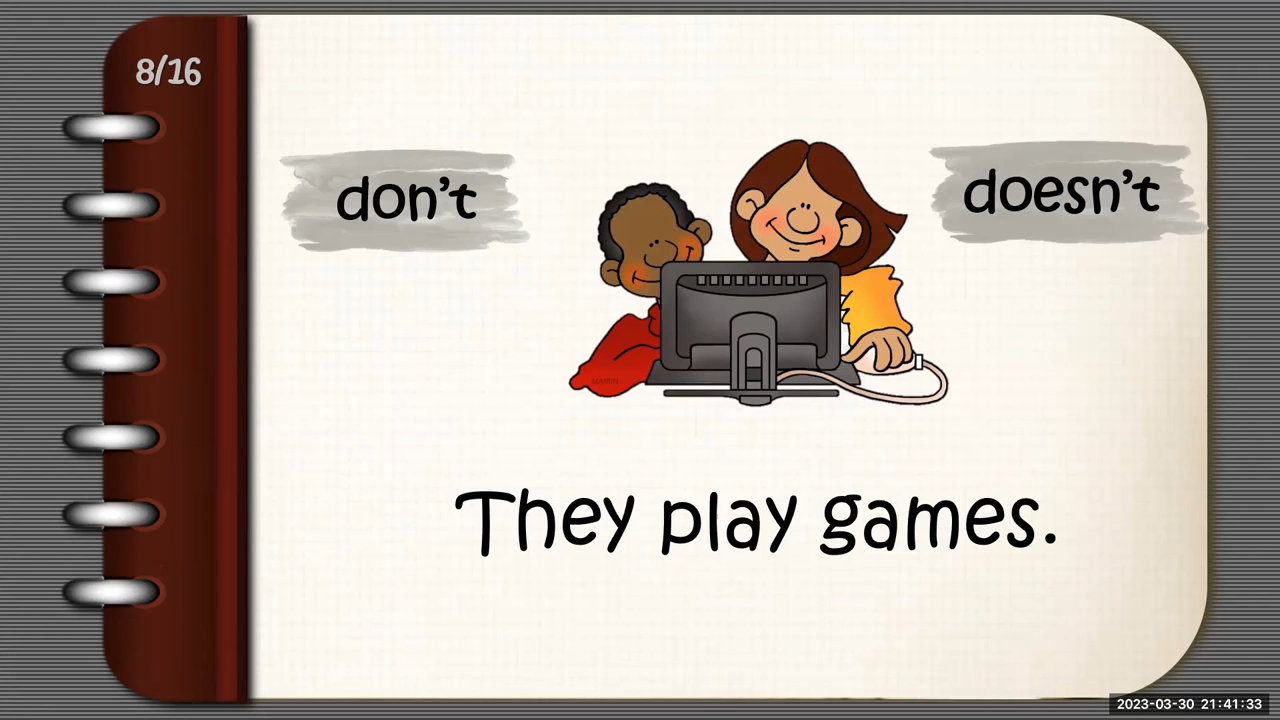 8/16
don't
doesn't
They play games.
2023-03-30 21:41:33